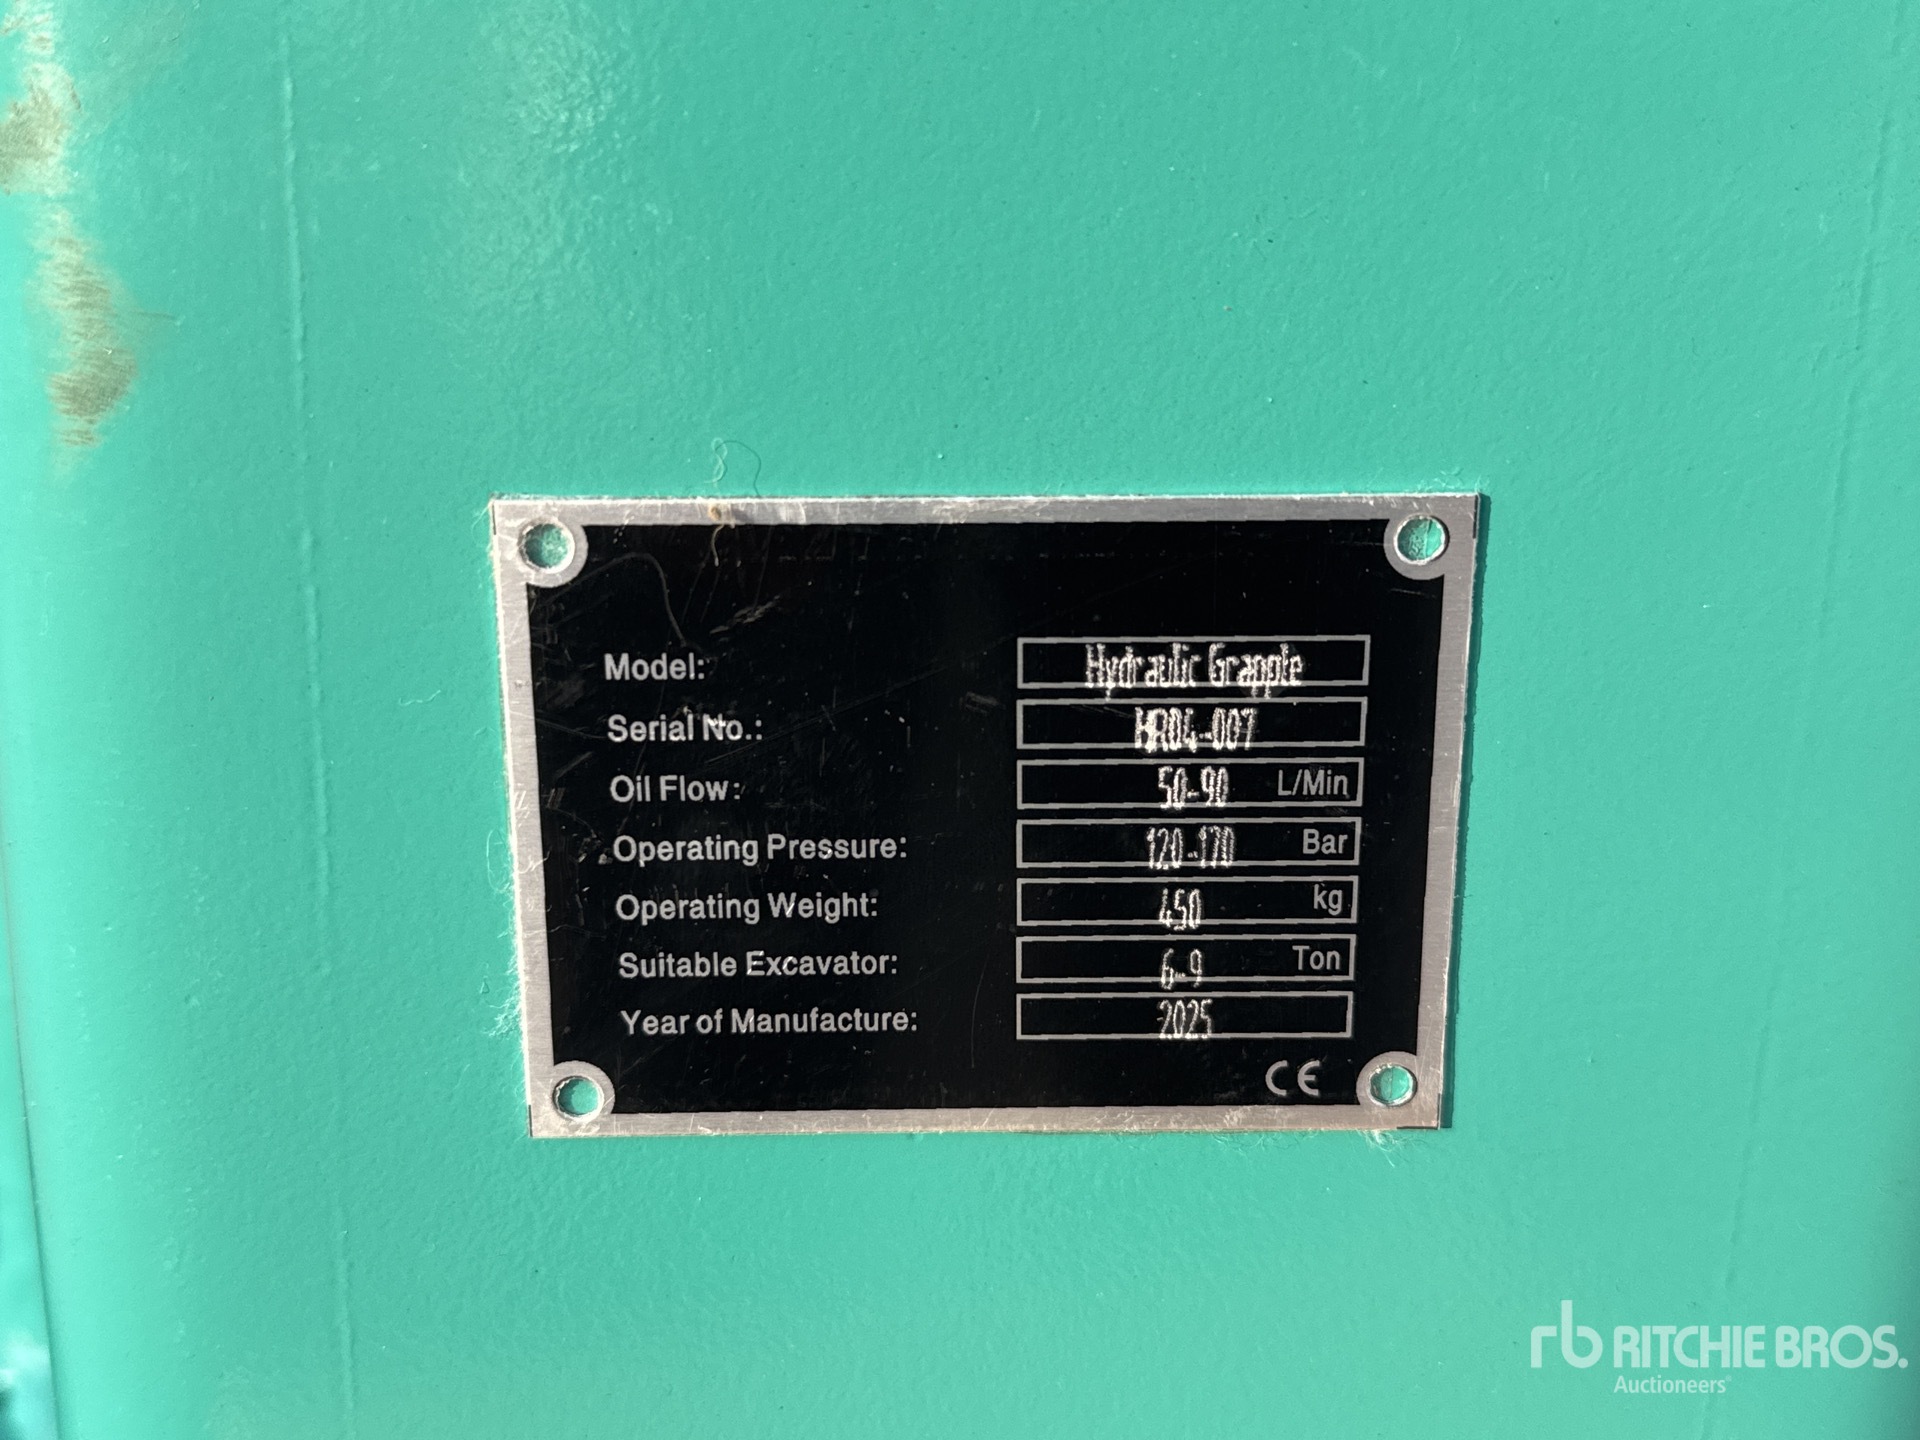 Model: Hydraulic Grapple
Serial No.: HR04-007
Oil Flow: 50-90 L/Min
Operating Pressure: 120-170 Bar
Operating Weight: 450 kg
Suitable Excavator: 6-9 Ton
Year of Manufacture: 2025
CE
rb RITCHIE BROS.
Auctioneers